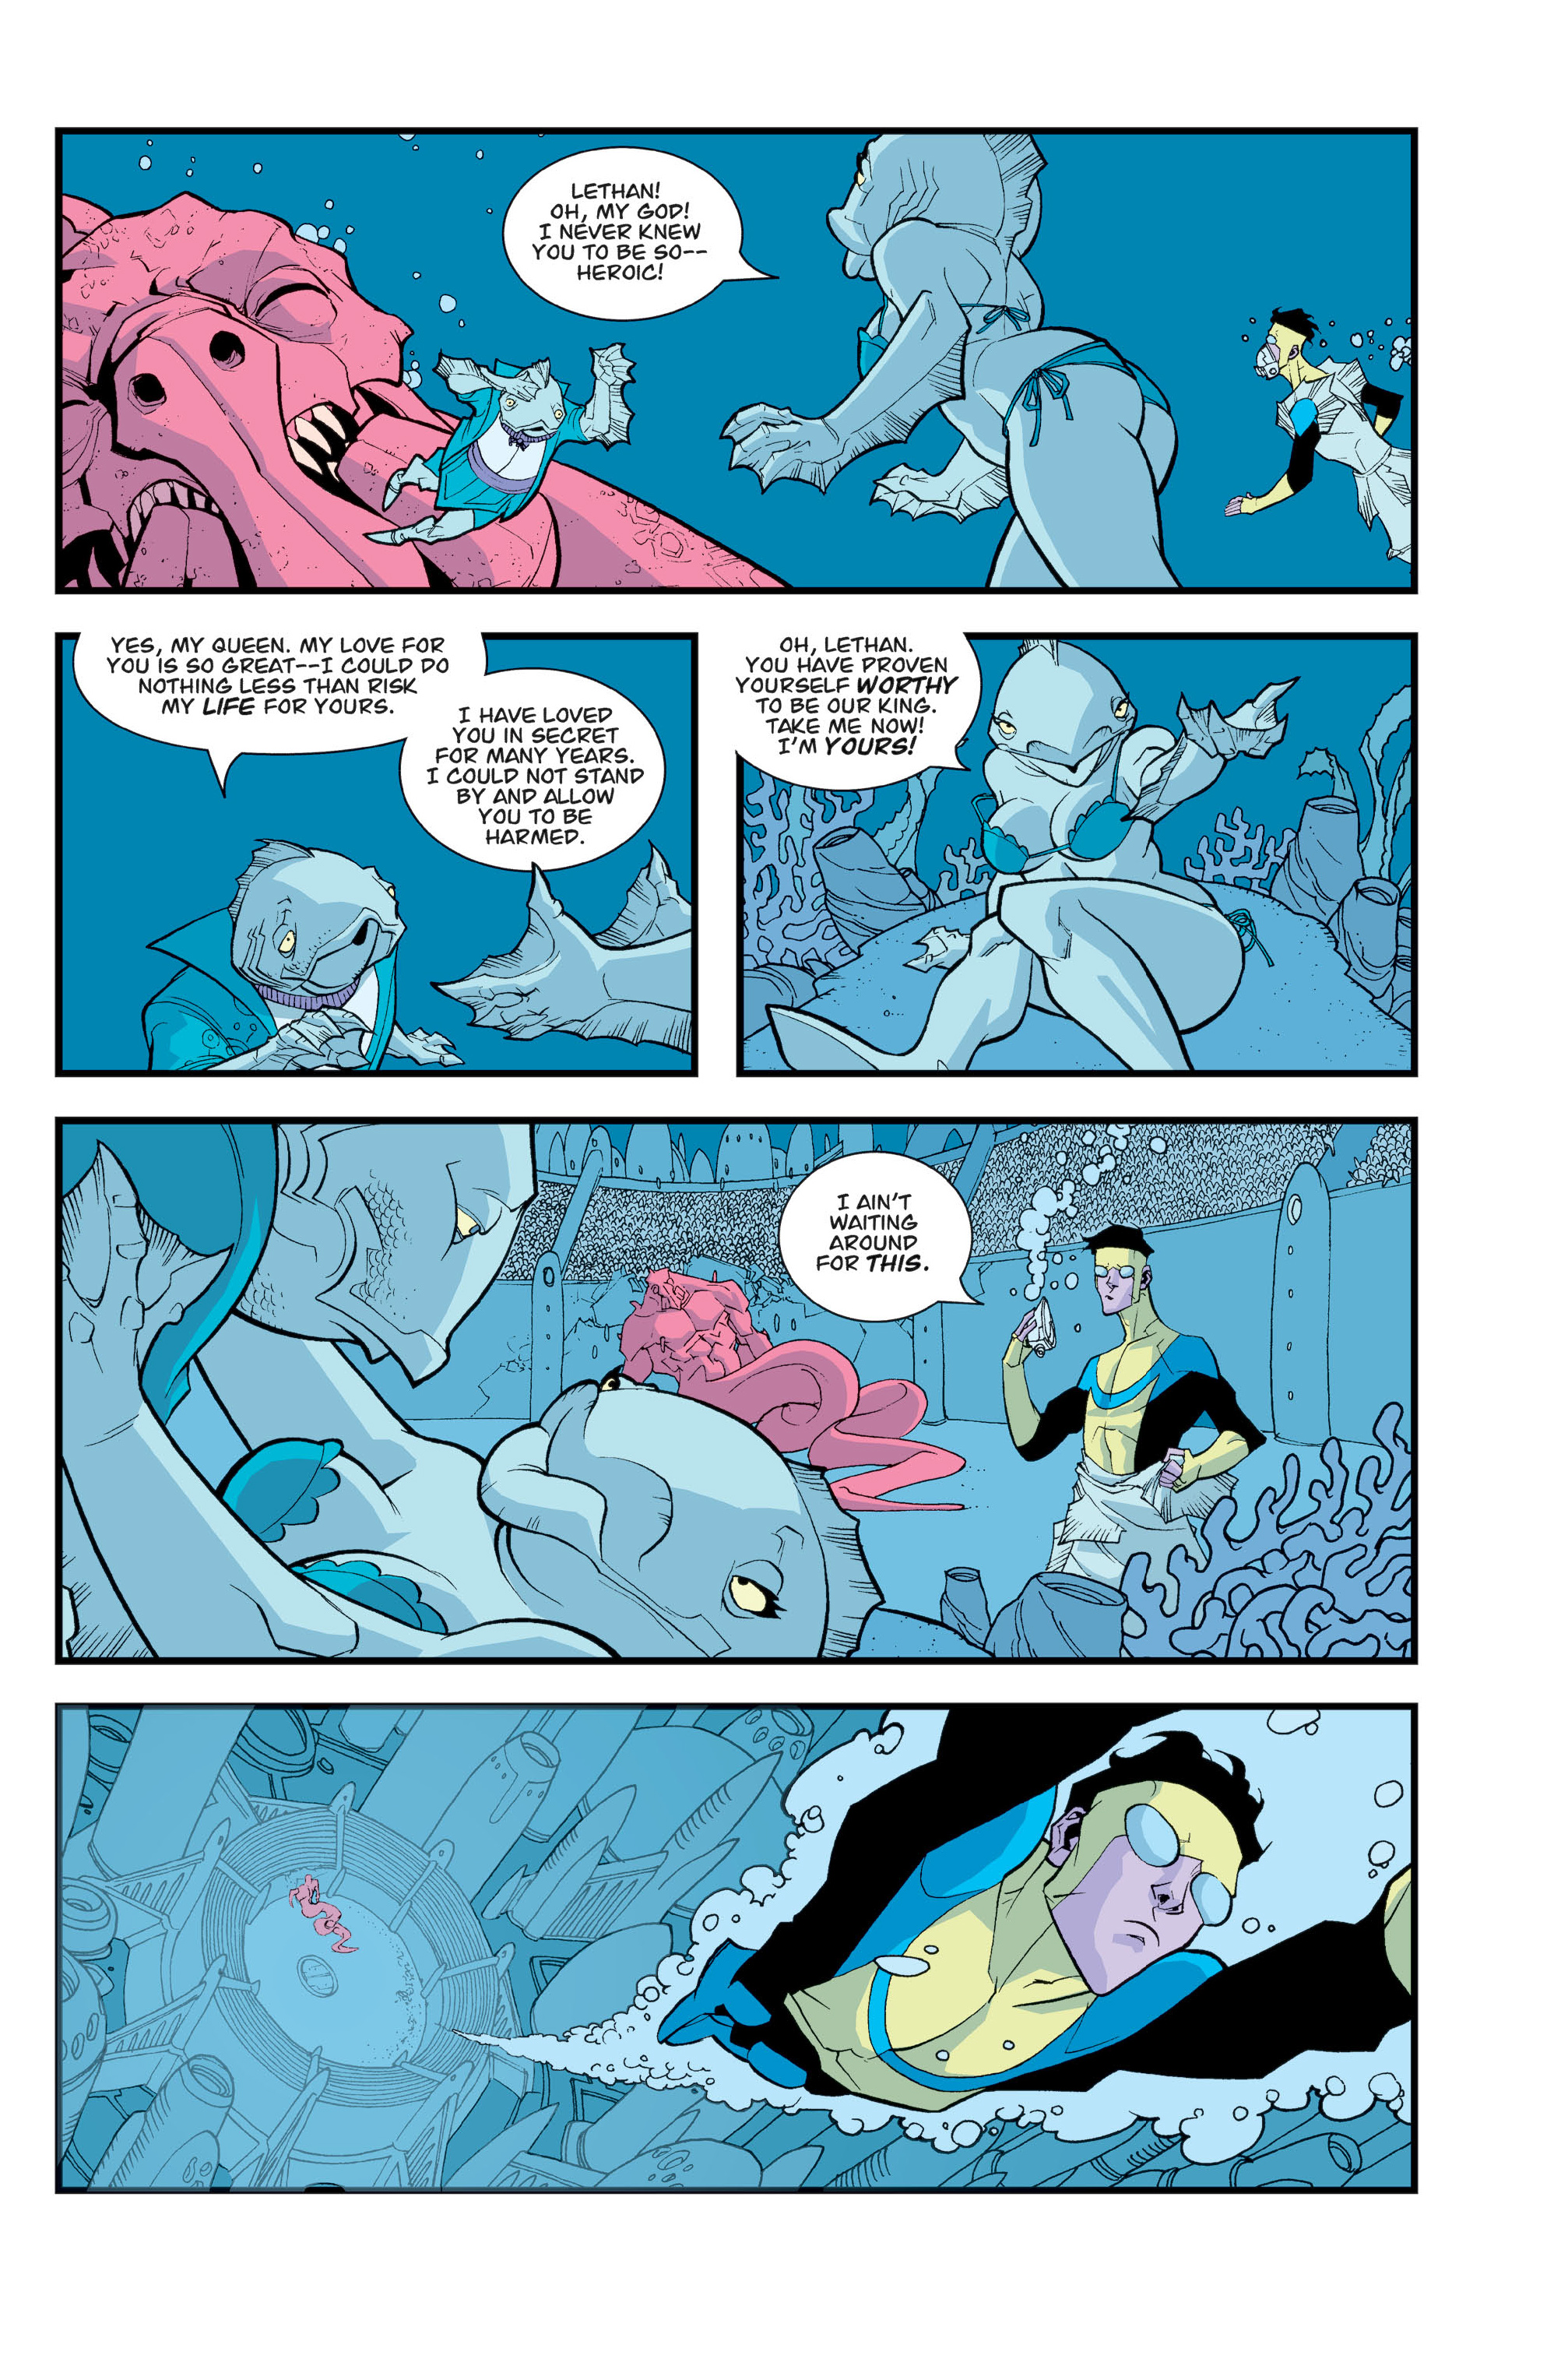 LETHAN!
OH, MY GOD!
I NEVER KNEW
YOU TO BE SO--
HEROIC!
YES, MY QUEEN. MY LOVE FOR
YOU IS SO GREAT--I COULD DO
NOTHING LESS THAN RISK
MY LIFE FOR YOURS.
I HAVE LOVED
YOU IN SECRET
FOR MANY YEARS.
I COULD NOT STAND
BY AND ALLOW
YOU TO BE
HARMED.
OH, LETHAN.
YOU HAVE PROVEN
YOURSELF WORTHY
TO BE OUR KING.
TAKE ME NOW!
I'M YOURS!
I AIN'T
WAITING
AROUND
FOR THIS.